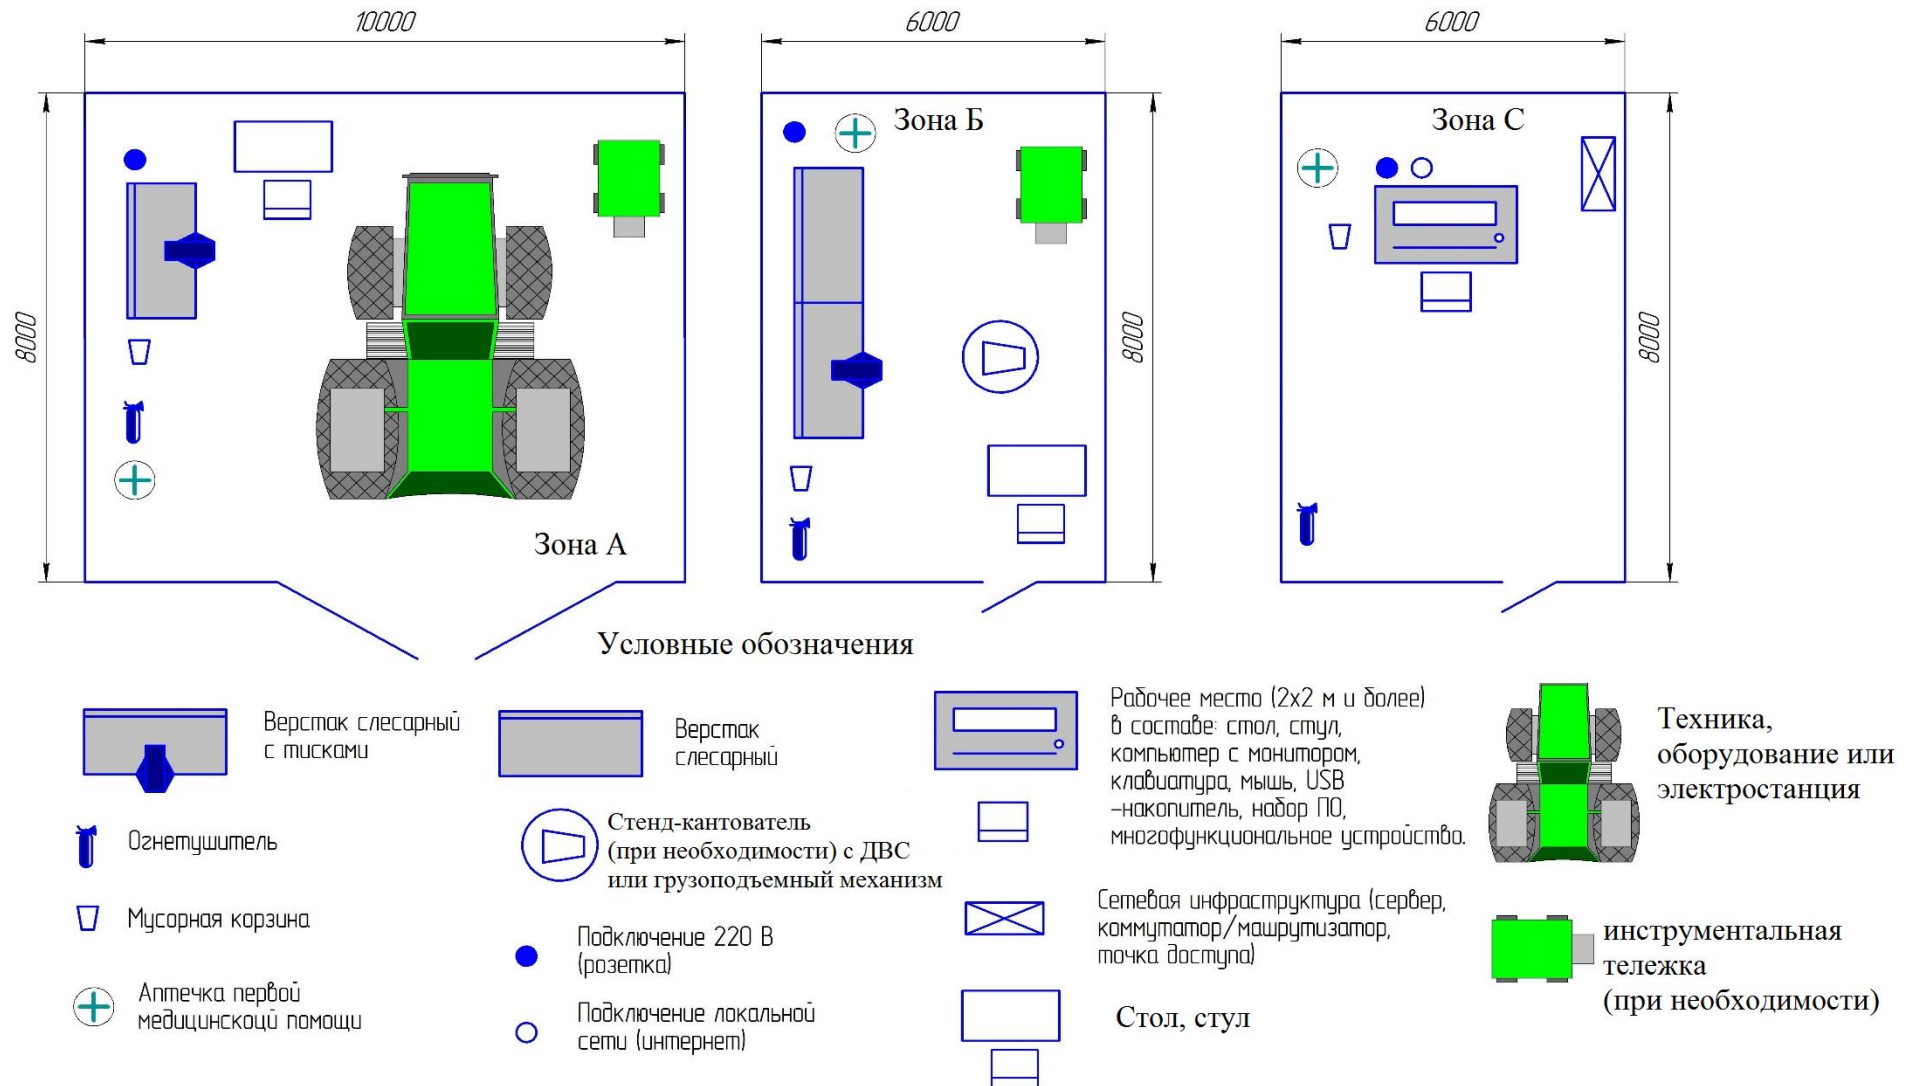 10000
6000
6000
8000
8000
8000
Зона Б
Зона С
Зона А
Условные обозначения
Верстак слесарный
с тисками
Огнетушитель
Мусорная корзина
Аптечка первой
медицинскоцй помощи
Верстак
слесарный
Стенд-кантователь
(при необходимости) с ДВС
или грузоподъемный механизм
Подключение 220 В
(розетка)
Подключение локальной
сети (интернет)
Рабочее место (2х2 м и более)
в составе: стол, стул,
компьютер с монитором,
клавиатура, мышь, USB
-накопитель, набор ПО,
многофункциональное устройство.
Сетевая инфраструктура (сервер,
коммутатор/машрутизатор,
точка доступа)
Стол, стул
Техника,
оборудование или
электростанция
инструментальная
тележка
(при необходимости)